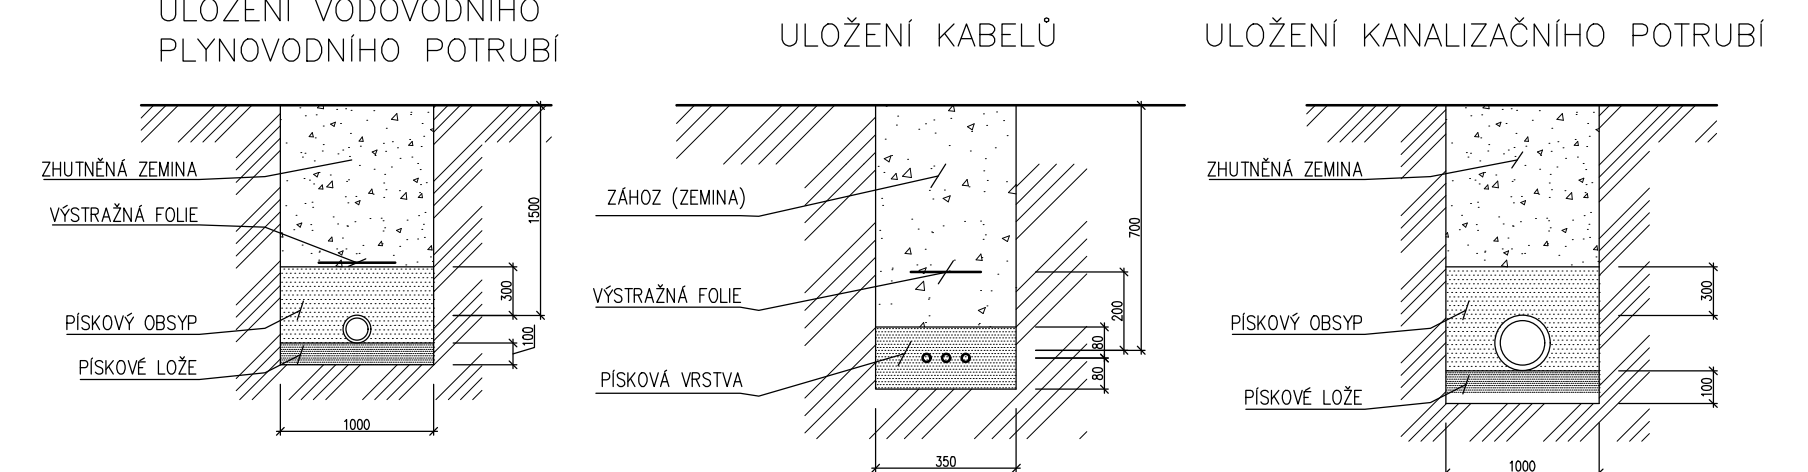 ULOŽENÍ VODOVODNÍHO
PLYNOVODNÍHO POTRUBÍ
ZHUTNĚNÁ ZEMINA
VÝSTRAŽNÁ FOLIE
PÍSKOVÝ OBSYP
PÍSKOVÉ LOŽE
1500
300
100
1000
ULOŽENÍ KABELŮ
ZÁHOZ (ZEMINA)
VÝSTRAŽNÁ FOLIE
PÍSKOVÁ VRSTVA
700
200
80
80
350
ULOŽENÍ KANALIZAČNÍHO POTRUBÍ
ZHUTNĚNÁ ZEMINA
PÍSKOVÝ OBSYP
PÍSKOVÉ LOŽE
300
100
1000